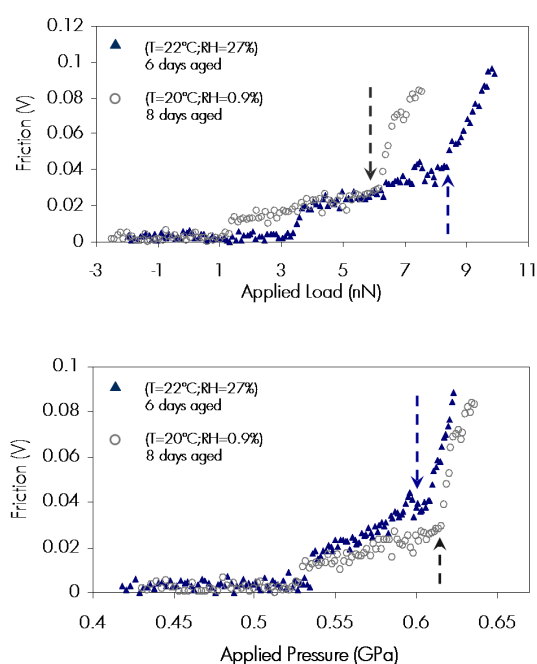 0.12
0.1
0.08
0.06
0.04
0.02
0
Friction (V)
(T=22°C;RH=27%)
6 days aged
(T=20°C;RH=0.9%)
8 days aged
-3 -1 1 3 5 7 9 11
Applied Load (nN)
0.1
0.08
0.06
0.04
0.02
0
Friction (V)
(T=22°C;RH=27%)
6 days aged
(T=20°C;RH=0.9%)
8 days aged
0.4 0.45 0.5 0.55 0.6 0.65
Applied Pressure (GPa)